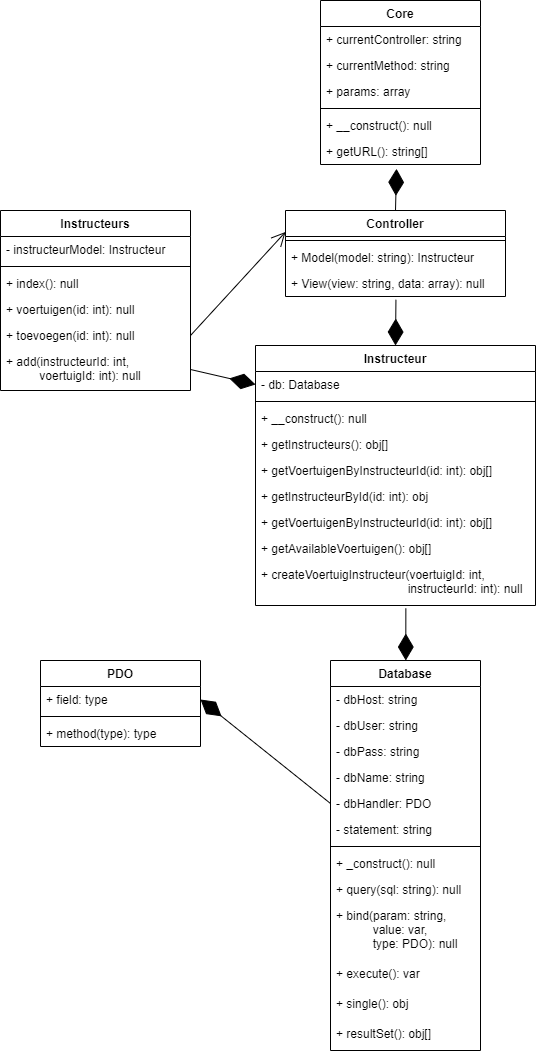 Core
+ currentController: string
+ currentMethod: string
+ params: array
+ __construct(): null
+ getURL(): string[]
Instructeurs
- instructeurModel: Instructeur
+ index(): null
+ voertuigen(id: int): null
+ toevoegen(id: int): null
+ add(instructeurId: int,
voertuigId: int): null
Controller
+ Model(model: string): Instructeur
+ View(view: string, data: array): null
Instructeur
- db: Database
+ __construct(): null
+ getInstructeurs(): obj[]
+ getVoertuigenByInstructeurId(id: int): obj[]
+ getInstructeurById(id: int): obj
+ getVoertuigenByInstructeurId(id: int): obj[]
+ getAvailableVoertuigen(): obj[]
+ createVoertuigInstructeur(voertuigId: int,
instructeurId: int): null
PDO
+ field: type
+ method(type): type
Database
- dbHost: string
- dbUser: string
- dbPass: string
- dbName: string
- dbHandler: PDO
- statement: string
+ _construct(): null
+ query(sql: string): null
+ bind(param: string,
value: var,
type: PDO): null
+ execute(): var
+ single(): obj
+ resultSet(): obj[]